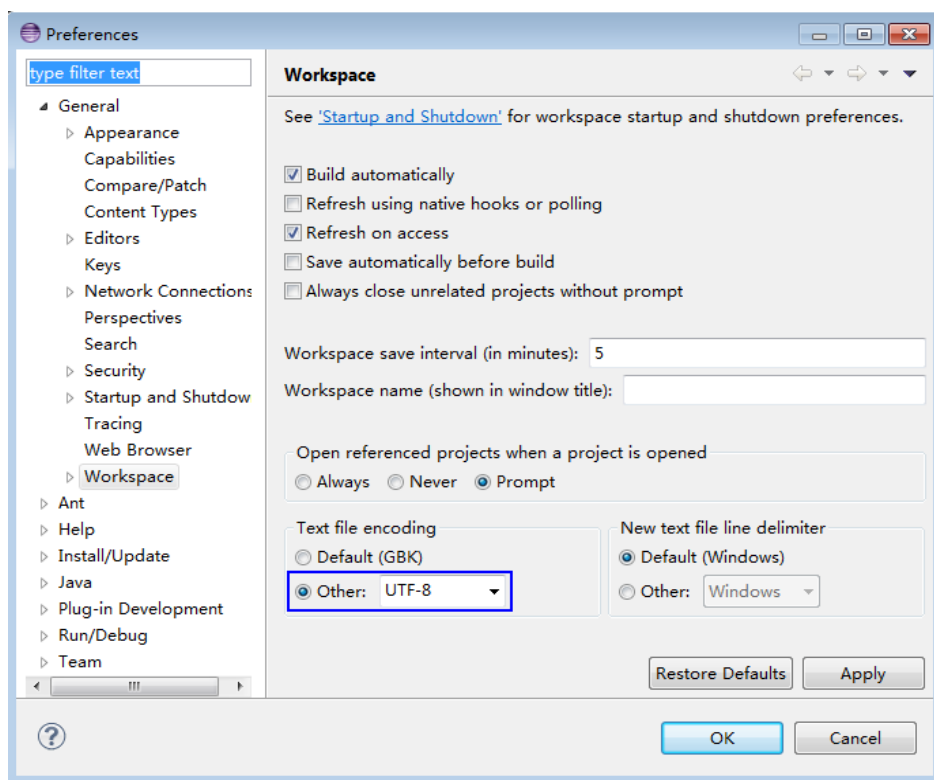 Preferences
type filter text
General
Appearance
Capabilities
Compare/Patch
Content Types
Editors
Keys
Network Connections
Perspectives
Search
Security
Startup and Shutdow
Tracing
Web Browser
Workspace
Ant
Help
Install/Update
Java
Plug-in Development
Run/Debug
Team
Workspace
See 'Startup and Shutdown' for workspace startup and shutdown preferences.
Build automatically
Refresh using native hooks or polling
Refresh on access
Save automatically before build
Always close unrelated projects without prompt
Workspace save interval (in minutes): 5
Workspace name (shown in window title):
Open referenced projects when a project is opened
Always Never Prompt
Text file encoding
Default (GBK)
Other: UTF-8
New text file line delimiter
Default (Windows)
Other: Windows
Restore Defaults Apply
OK Cancel